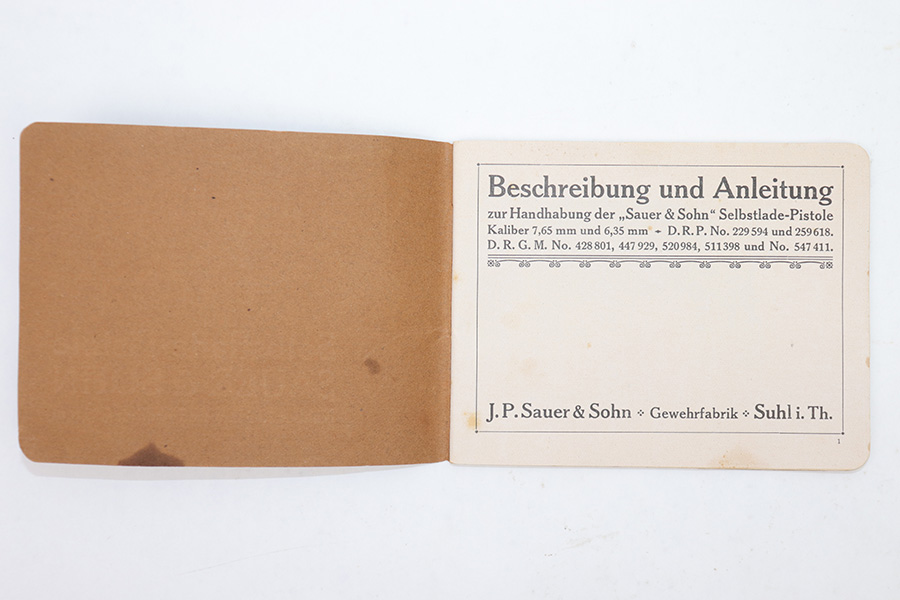 Beschreibung und Anleitung
zur Handhabung der „Sauer & Sohn“ Selbstlade-Pistole
Kaliber 7,65 mm und 6,35 mm - D. R. P. No. 229 594 und 259 618.
D. R. G. M. No. 428 801, 447 929, 520 984, 511 398 und No. 547 411.
J. P. Sauer & Sohn ⁘ Gewehrfabrik ⁘ Suhl i. Th.
1